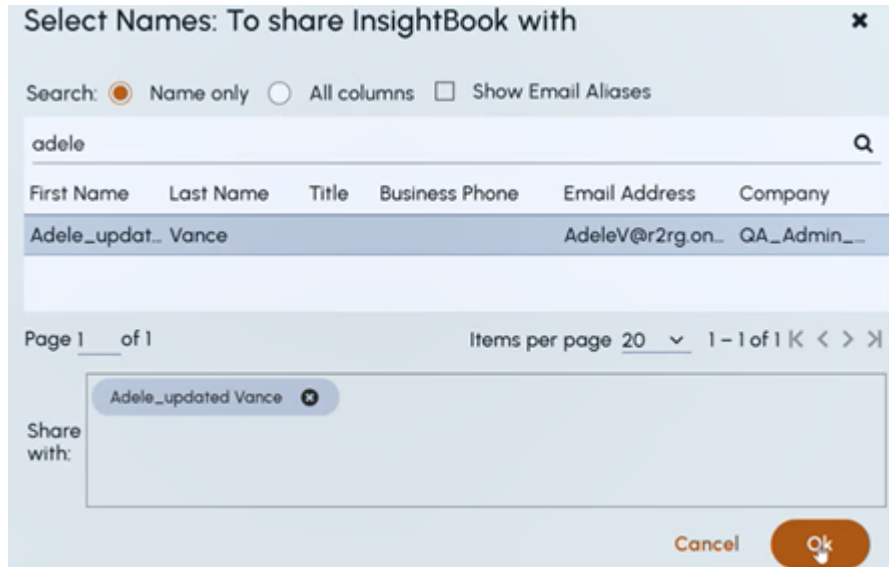 Select Names: To share InsightBook with
Search: Name only All columns Show Email Aliases
adele
First Name Last Name Title Business Phone Email Address Company
Adele_updat... Vance AdeleV@r2rg.on... QA_Admin_...
Page 1 of 1 Items per page 20 1 – 1 of 1
Adele_updated Vance
Share
with:
Cancel Ok